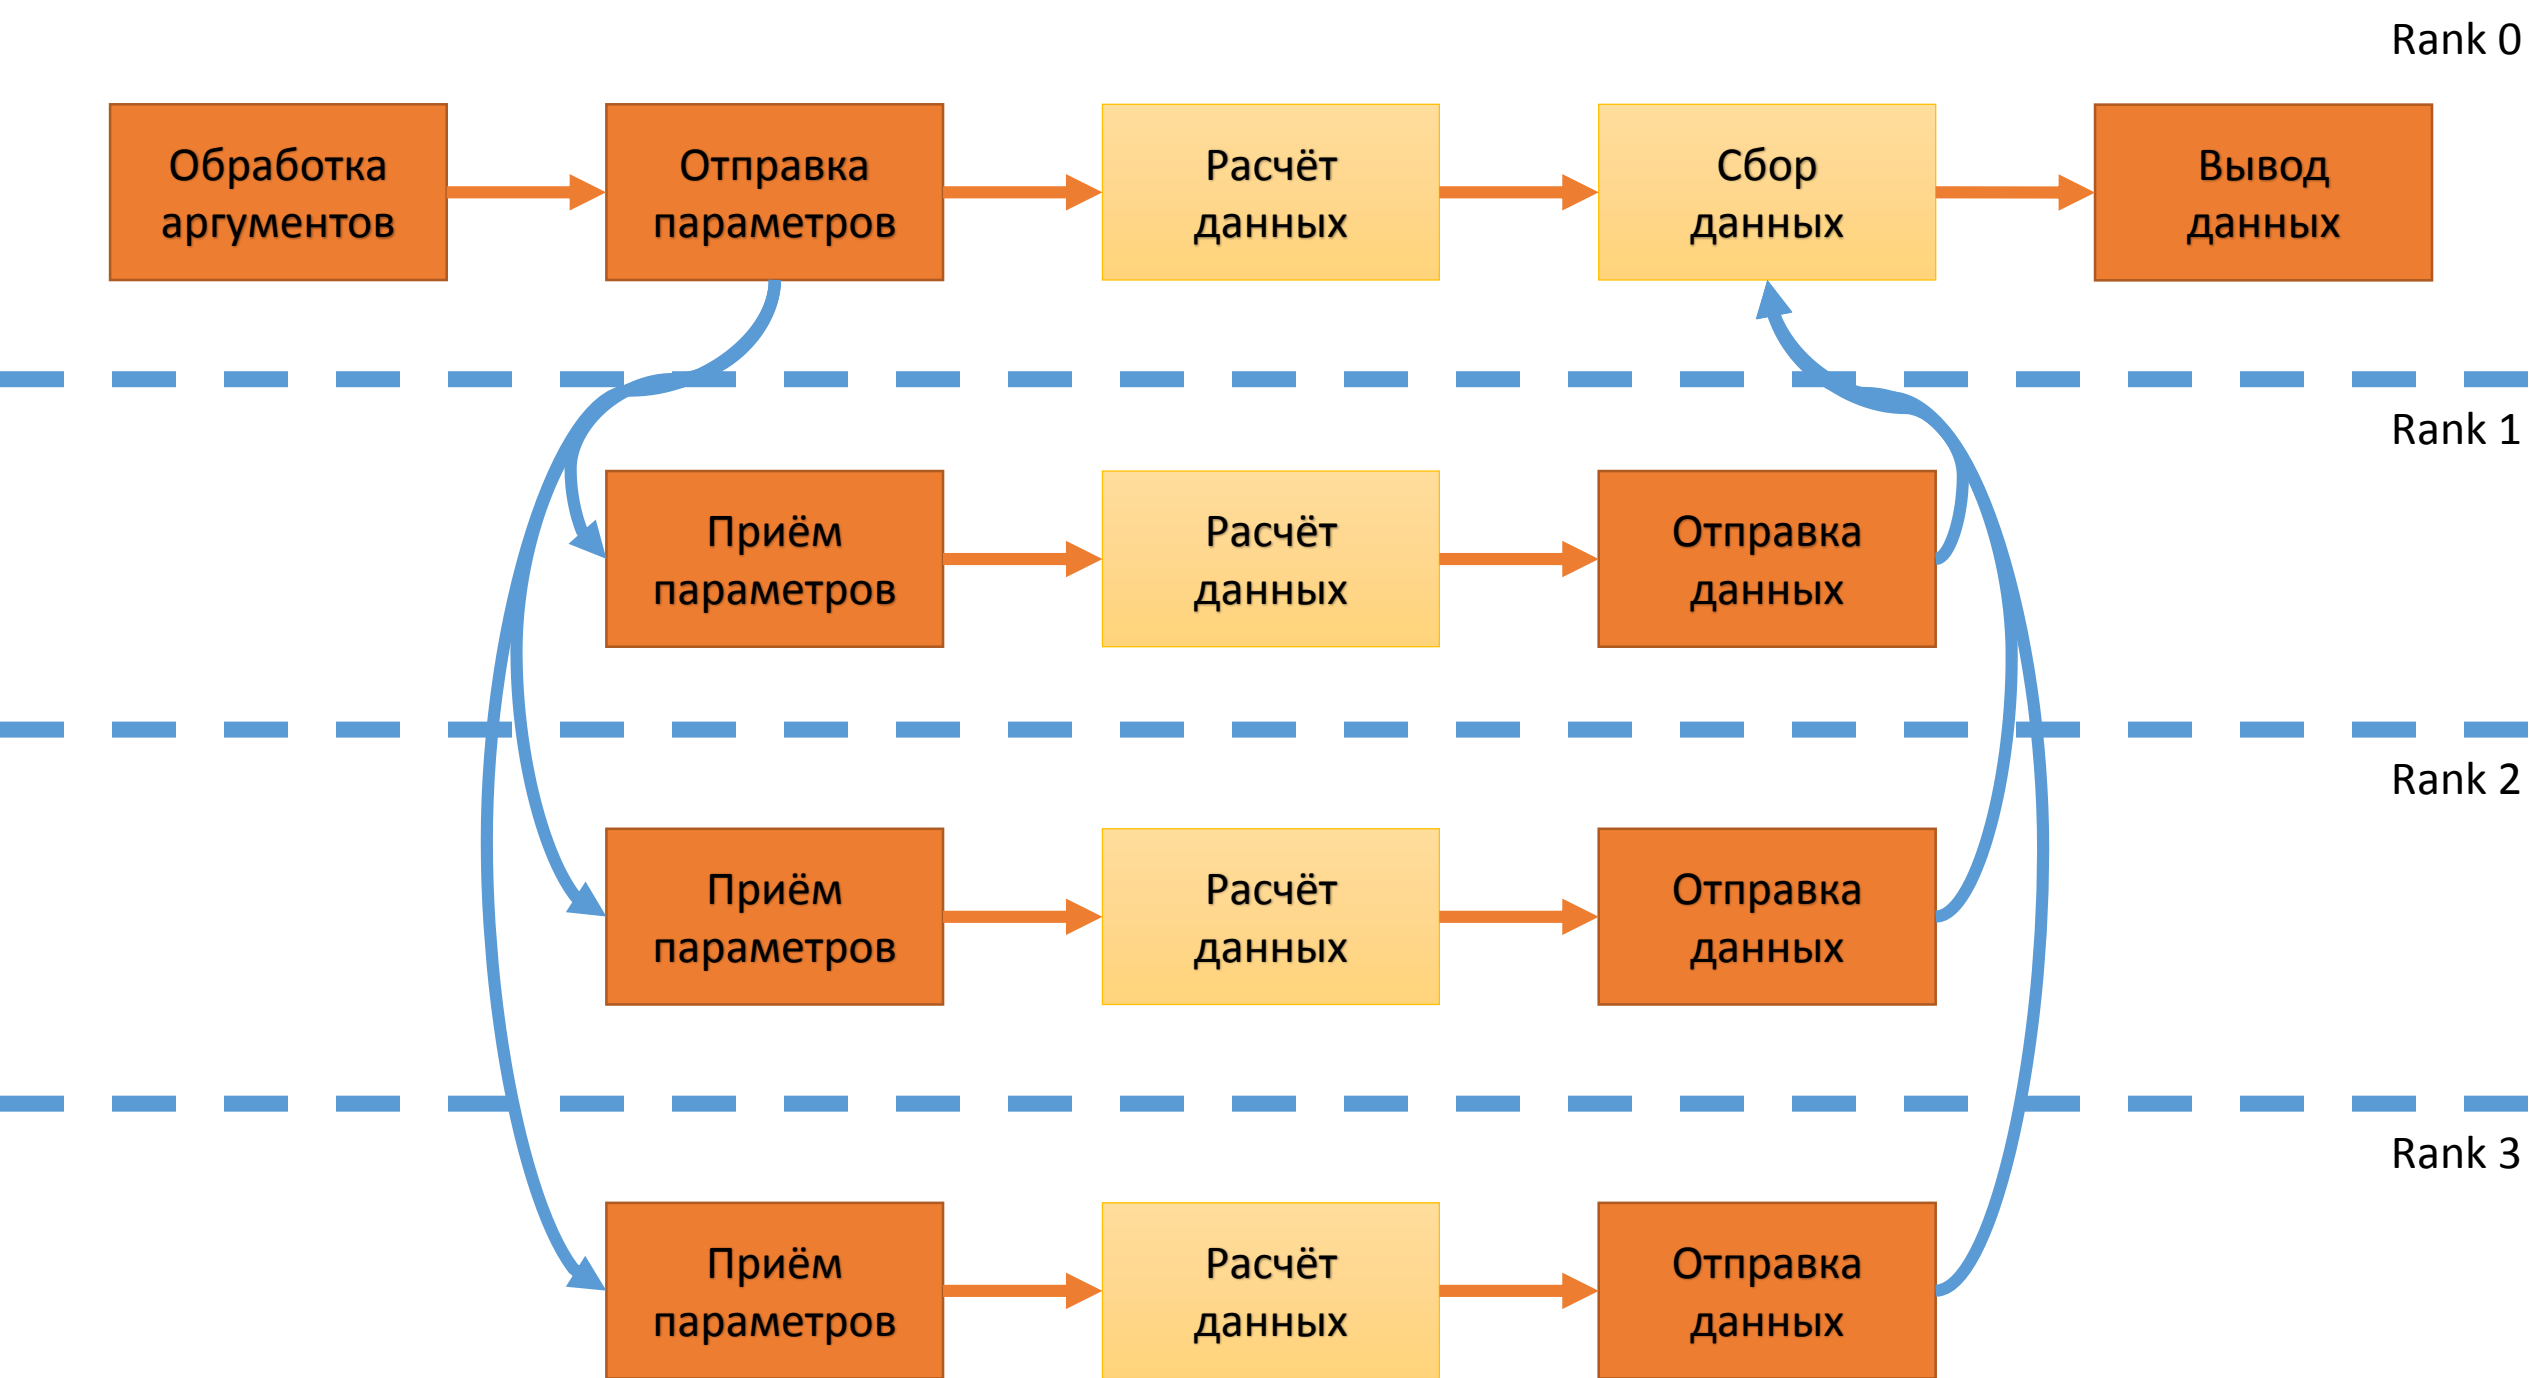 Rank 0
Обработка
аргументов
Отправка
параметров
Расчёт
данных
Сбор
данных
Вывод
данных
Rank 1
Приём
параметров
Расчёт
данных
Отправка
данных
Rank 2
Приём
параметров
Расчёт
данных
Отправка
данных
Rank 3
Приём
параметров
Расчёт
данных
Отправка
данных